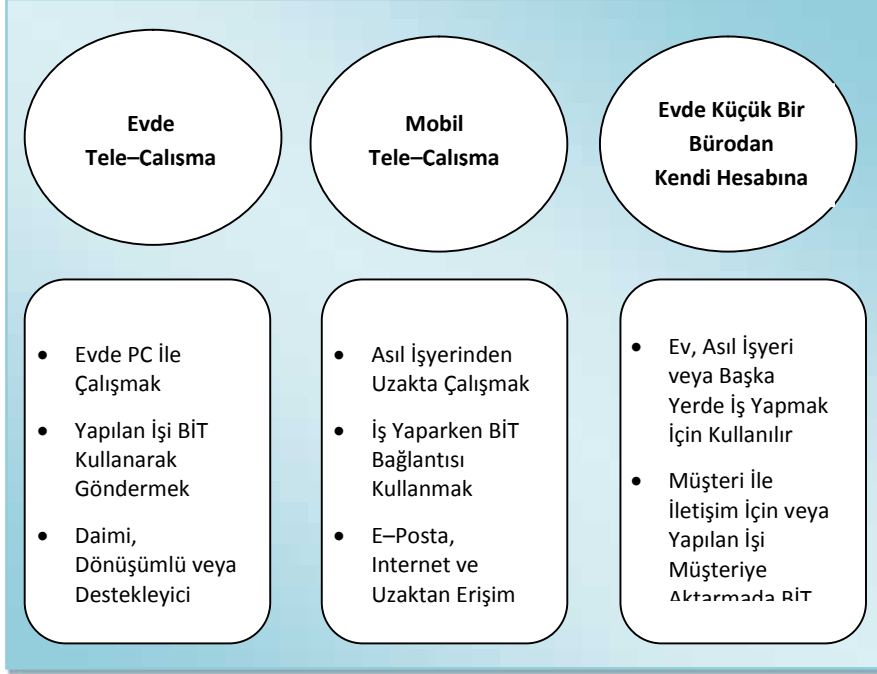 Evde
Tele–Calısma
Mobil
Tele–Calısma
Evde Küçük Bir
Bürodan
Kendi Hesabına
• Evde PC İle
Çalışmak
• Yapılan İşi BİT
Kullanarak
Göndermek
• Daimi,
Dönüşümlü veya
Destekleyici
• Asıl İşyerinden
Uzakta Çalışmak
• İş Yaparken BİT
Bağlantısı
Kullanmak
• E–Posta,
Internet ve
Uzaktan Erişim
• Ev, Asıl İşyeri
veya Başka
Yerde İş Yapmak
İçin Kullanılır
• Müşteri İle
İletişim İçin veya
Yapılan İşi
Müşteriye
Aktarmada BİT